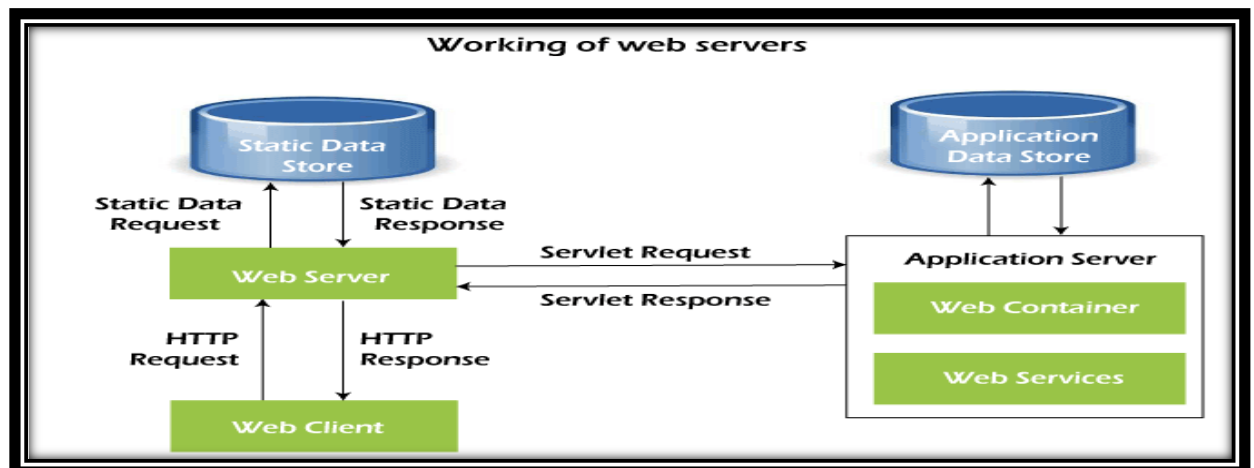 Working of web servers
Static Data
Store
Application
Data Store
Static Data
Request
Static Data
Response
Web Server
Servlet Request
Servlet Response
Application Server
Web Container
Web Services
HTTP
Request
HTTP
Response
Web Client